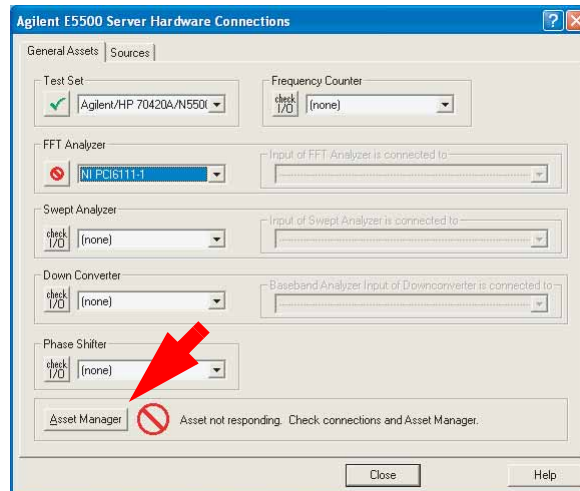 Agilent E5500 Server Hardware Connections
General Assets
Sources
Test Set
Agilent/HP 70420A/N550(
Frequency Counter
check I/O
(none)
FFT Analyzer
NI PCI6111-1
Input of FFT Analyzer is connected to
Swept Analyzer
check I/O
(none)
Input of Swept Analyzer is connected to
Down Converter
check I/O
(none)
Baseband Analyzer Input of Downconverter is connected to
Phase Shifter
check I/O
(none)
Asset Manager
Asset not responding. Check connections and Asset Manager.
Close
Help